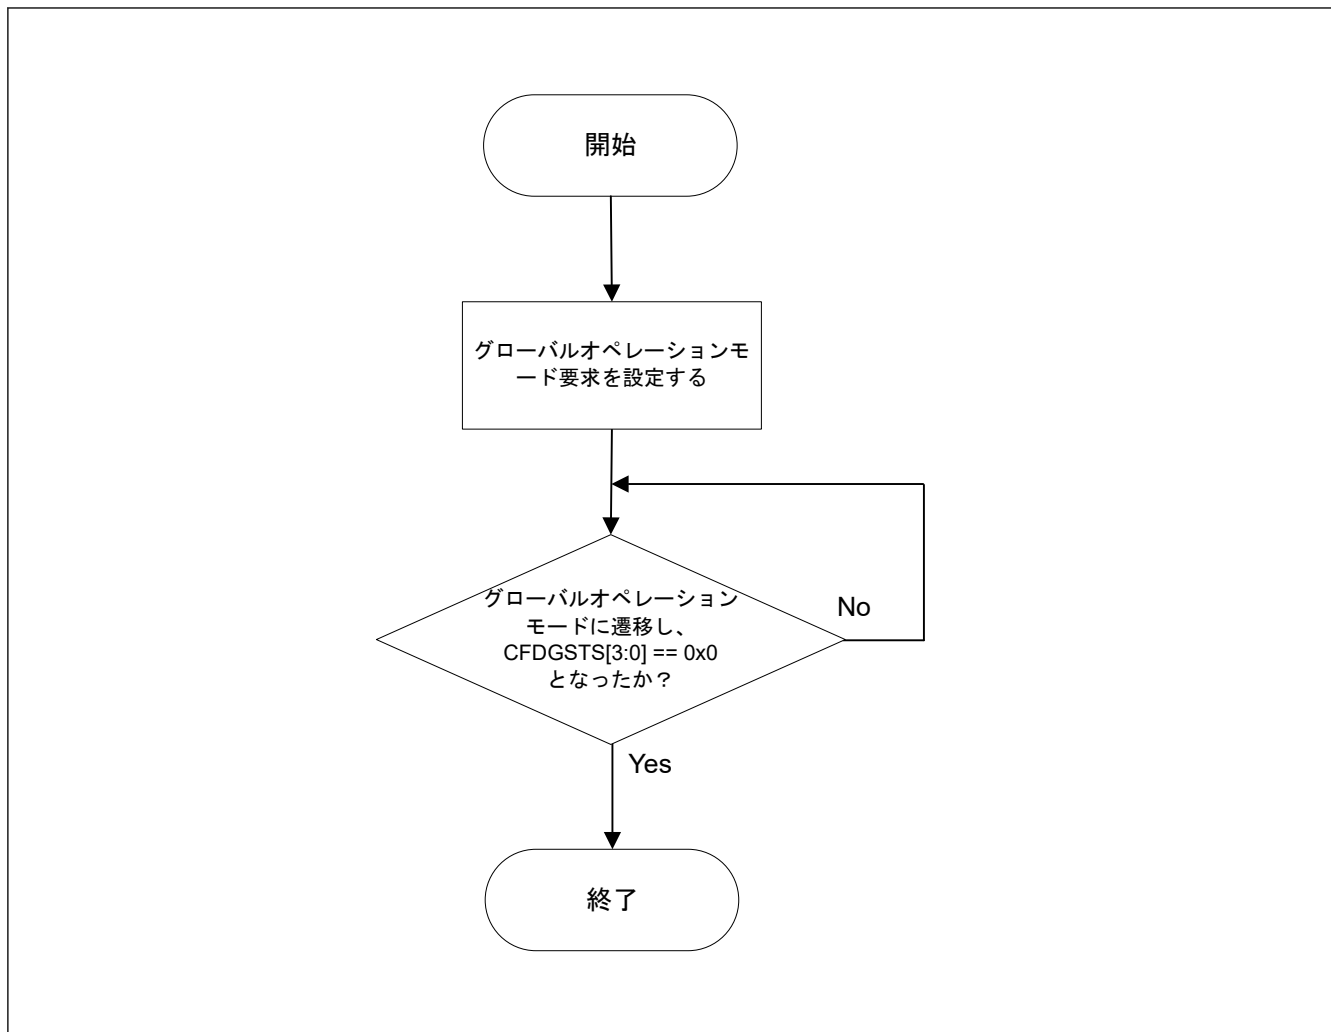 開始
グローバルオペレーションモ
ード要求を設定する
グローバルオペレーション
モードに遷移し、
CFDGSTS[3:0] == 0x0
となったか？
No
Yes
終了